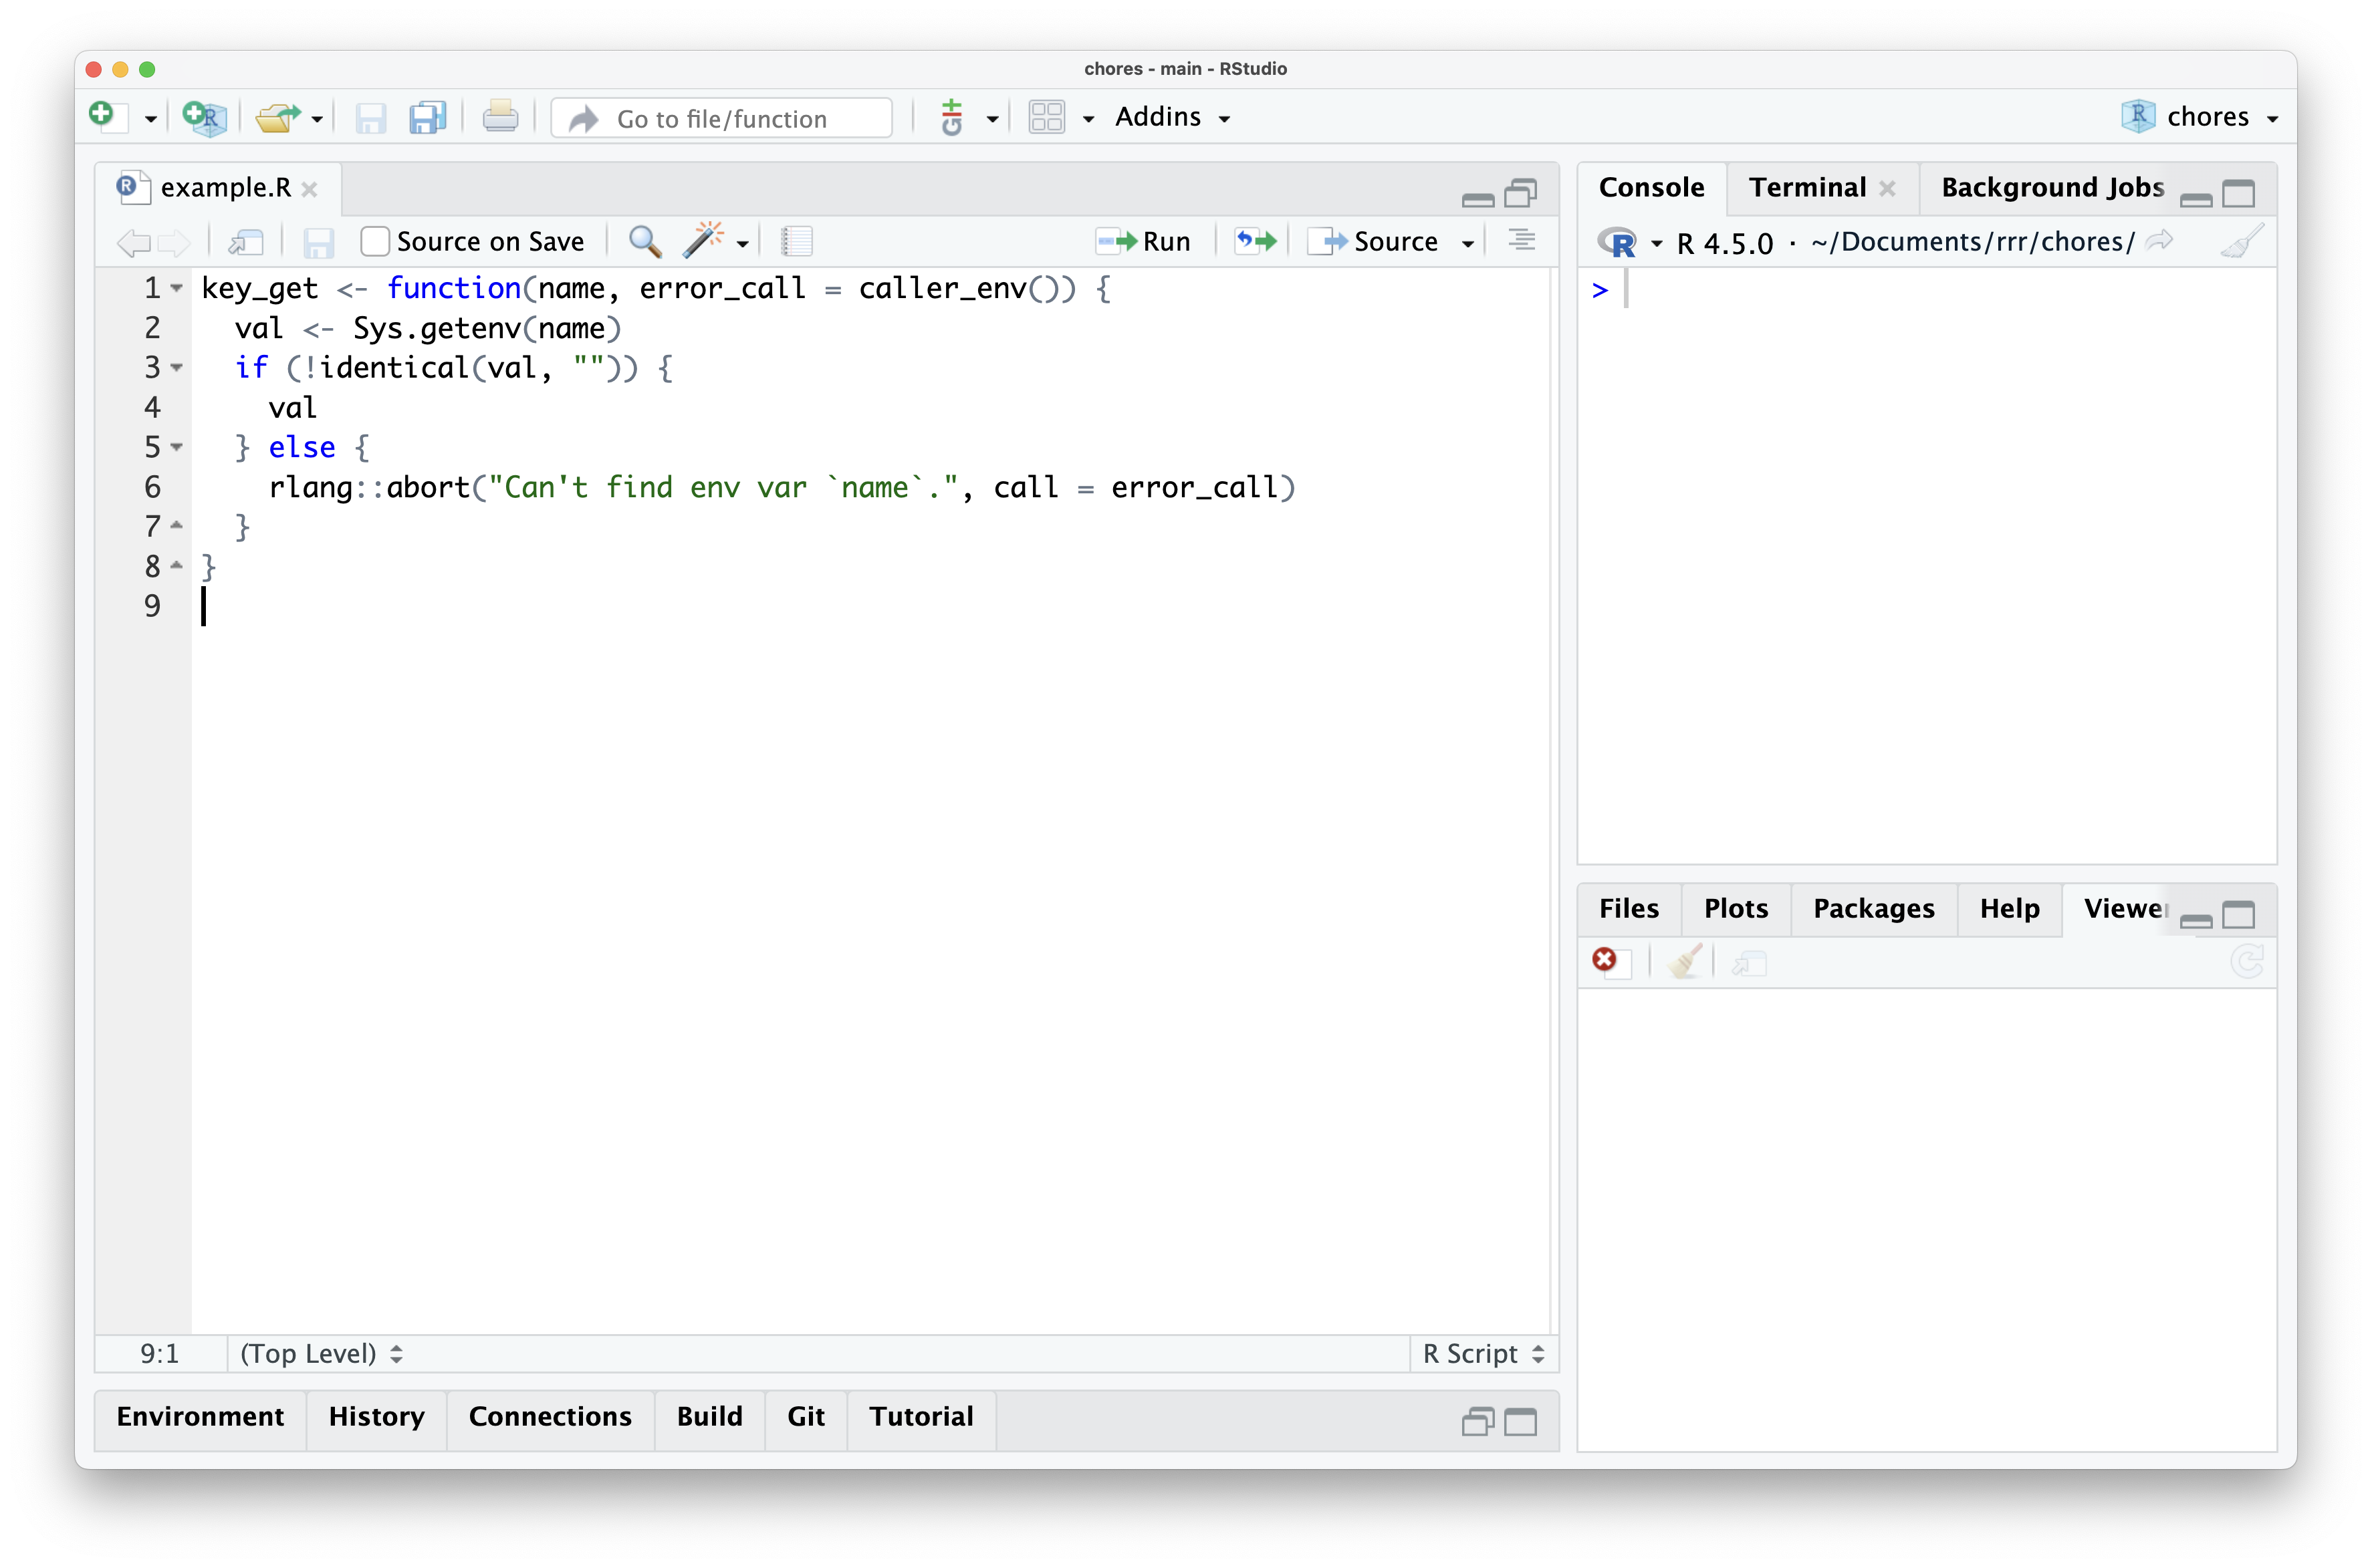 chores - main - RStudio
Go to file/function
Git
Addins
R chores
R example.R
Source on Save
Run
Source
1 key_get <- function(name, error_call = caller_env()) {
2   val <- Sys.getenv(name)
3   if (!identical(val, "")) {
4     val
5   } else {
6     rlang::abort("Can't find env var `name`.", call = error_call)
7   }
8 }
9
9:1 (Top Level) R Script
Environment History Connections Build Git Tutorial
Console Terminal Background Jobs
R R 4.5.0 · ~/Documents/rrr/chores/
>
Files Plots Packages Help Viewer